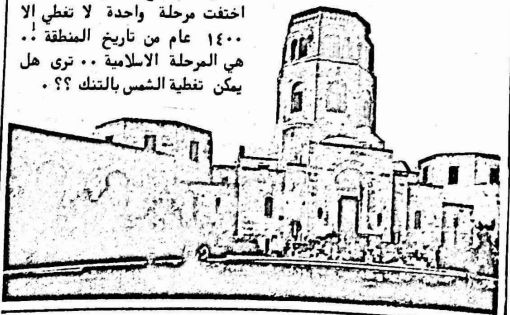 اختفت مرحلة واحدة لا تغطي إلا
١٤٠٠ عام من تاريخ المنطقة !.
هي المرحلة الاسلامية .. ترى هل
يمكن تغطية الشمس بالتنك ؟؟ .